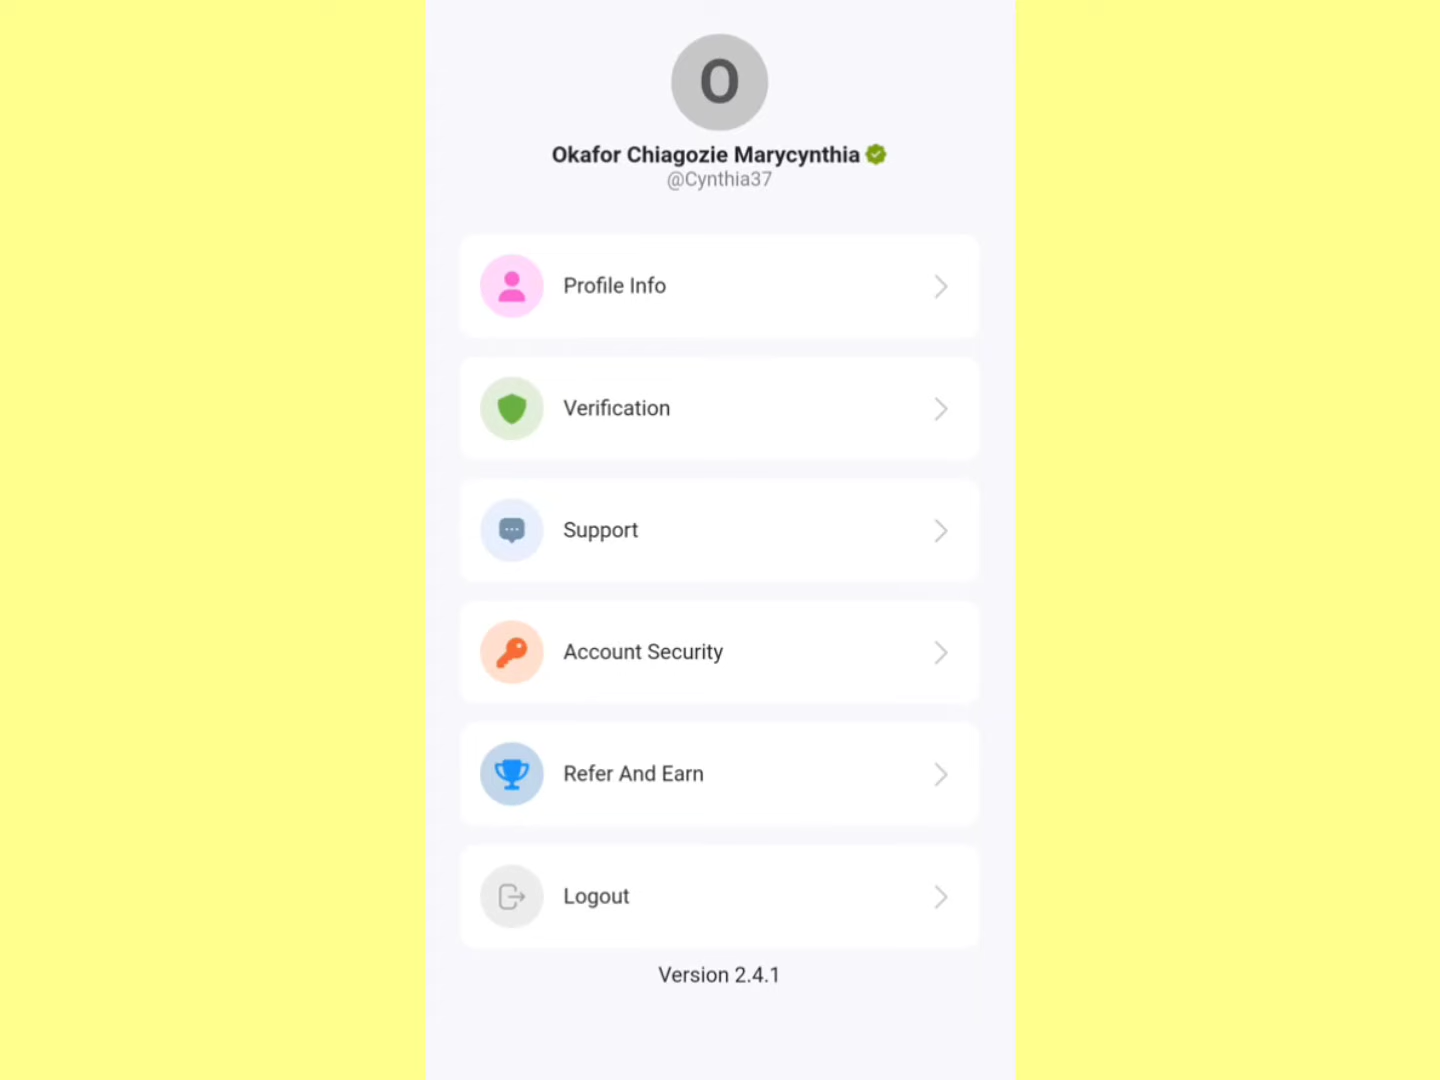 O
Okafor Chiagozie Marycynthia
@Cynthia37
Profile Info
Verification
Support
Account Security
Refer And Earn
Logout
Version 2.4.1